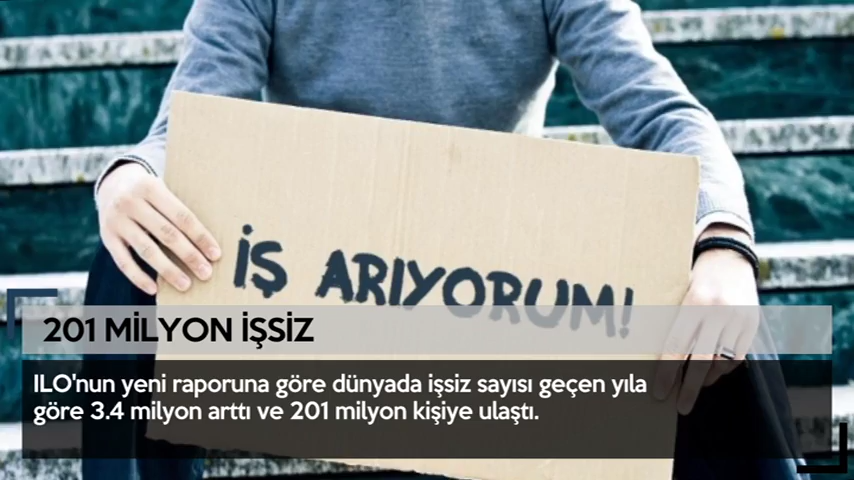 İŞ ARIYORUM!
201 MİLYON İŞSİZ
ILO'nun yeni raporuna göre dünyada işsiz sayısı geçen yıla
göre 3.4 milyon arttı ve 201 milyon kişiye ulaştı.